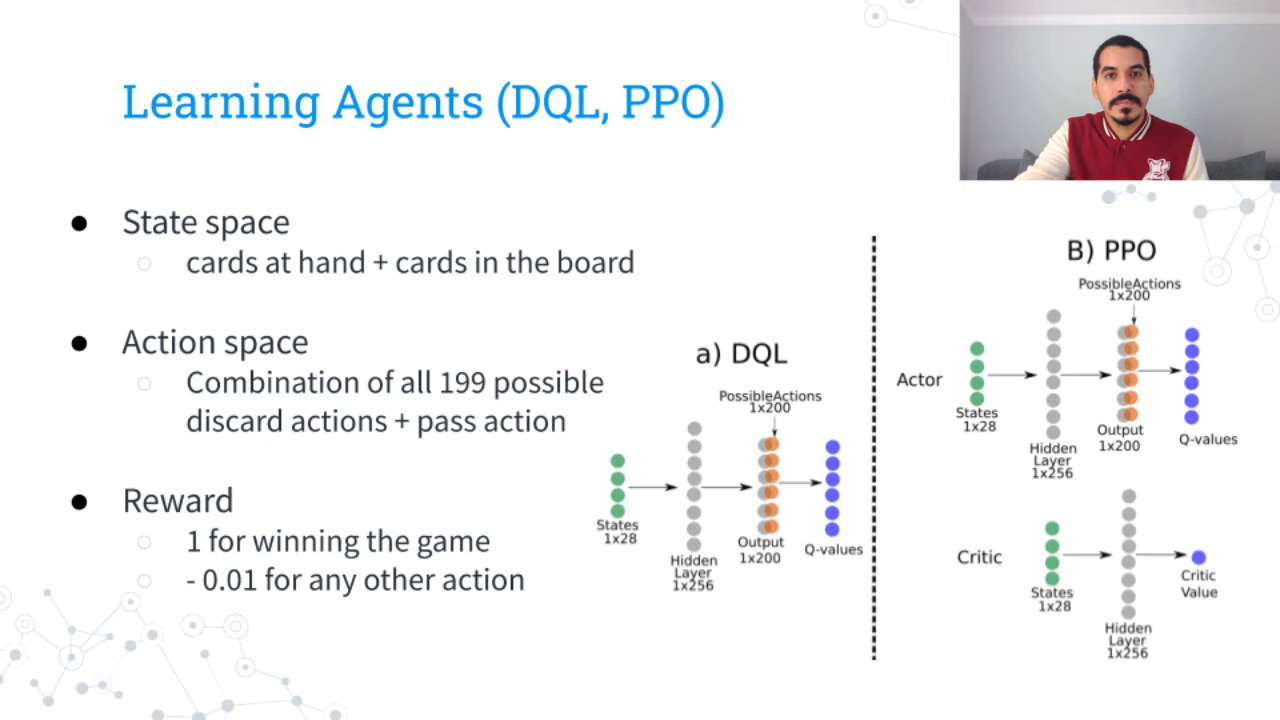 Learning Agents (DQL, PPO)
● State space
○ cards at hand + cards in the board
● Action space
○ Combination of all 199 possible
discard actions + pass action
● Reward
○ 1 for winning the game
○ - 0.01 for any other action
a) DQL
PossibleActions
1x200
States
1x28
Hidden
Layer
1x256
Output
1x200
Q-values
B) PPO
PossibleActions
1x200
Actor
States
1x28
Hidden
Layer
1x256
Output
1x200
Q-values
Critic
States
1x28
Hidden
Layer
1x256
Critic
Value